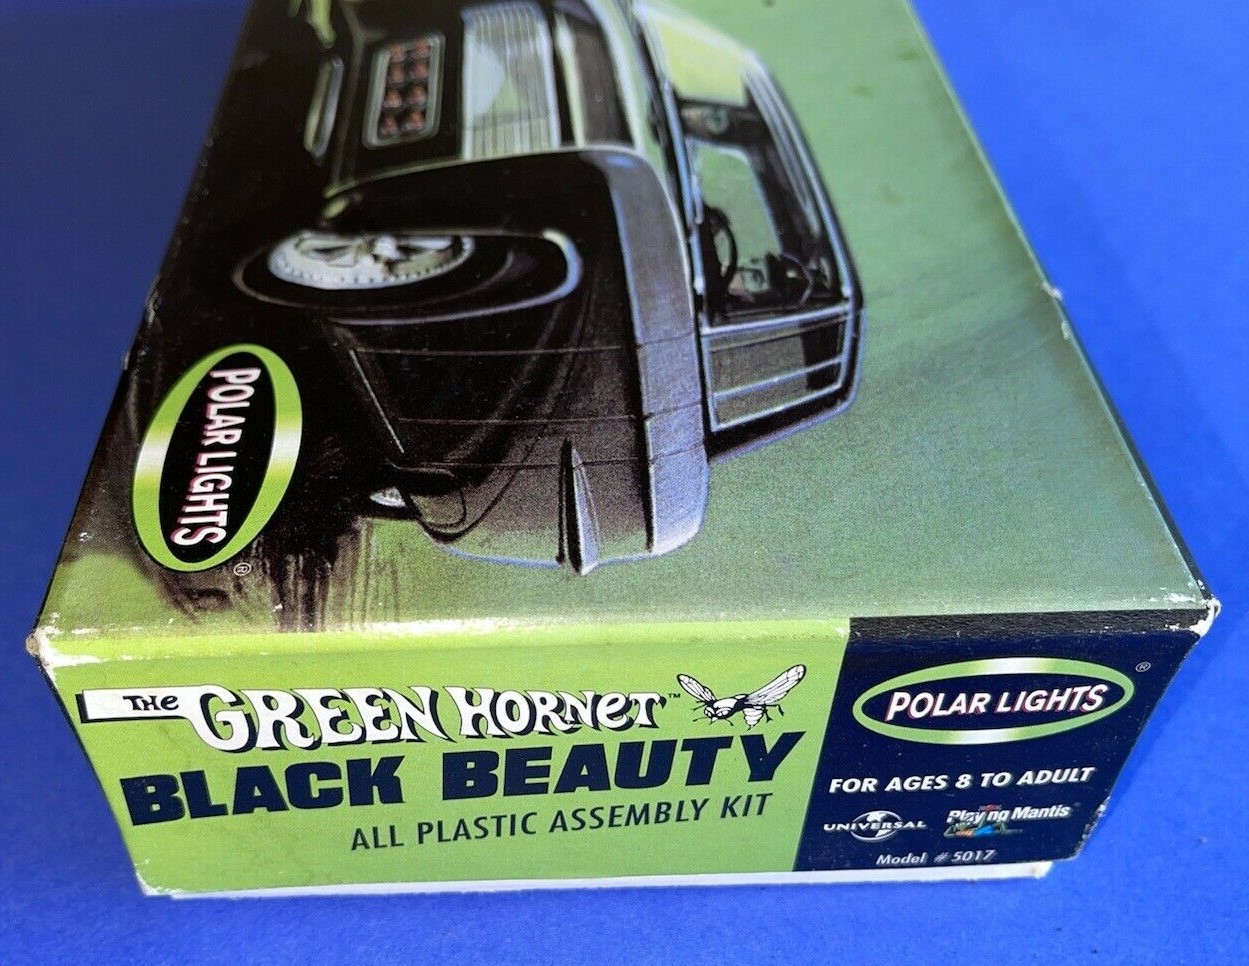 POLAR LIGHTS
®
THE GREEN HORNET™
BLACK BEAUTY
ALL PLASTIC ASSEMBLY KIT
POLAR LIGHTS ®
FOR AGES 8 TO ADULT
UNIVERSAL Playing Mantis
Model #5017